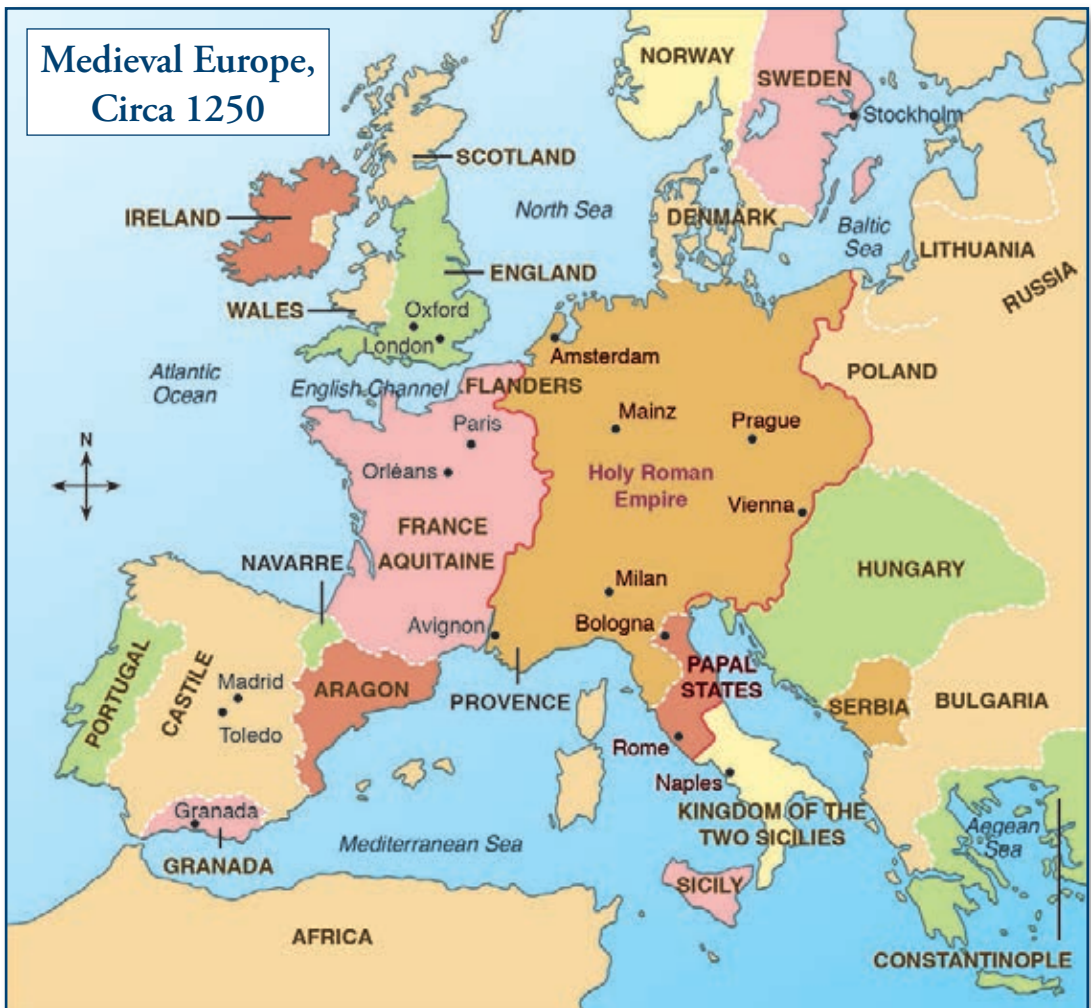 Medieval Europe,
Circa 1250
NORWAY
SWEDEN
Stockholm
SCOTLAND
IRELAND
North Sea
DENMARK
Baltic
Sea
LITHUANIA
RUSSIA
ENGLAND
WALES
Oxford
London
Amsterdam
Atlantic
Ocean
English Channel
FLANDERS
POLAND
Mainz
Prague
Paris
N
Orléans
Holy Roman
Empire
Vienna
FRANCE
AQUITAINE
NAVARRE
HUNGARY
Milan
Avignon
Bologna
PORTUGAL
CASTILE
Madrid
Toledo
ARAGON
PROVENCE
PAPAL
STATES
SERBIA
BULGARIA
Rome
Naples
Granada
GRANADA
Mediterranean Sea
KINGDOM OF THE
TWO SICILIES
Aegean
Sea
SICILY
AFRICA
CONSTANTINOPLE